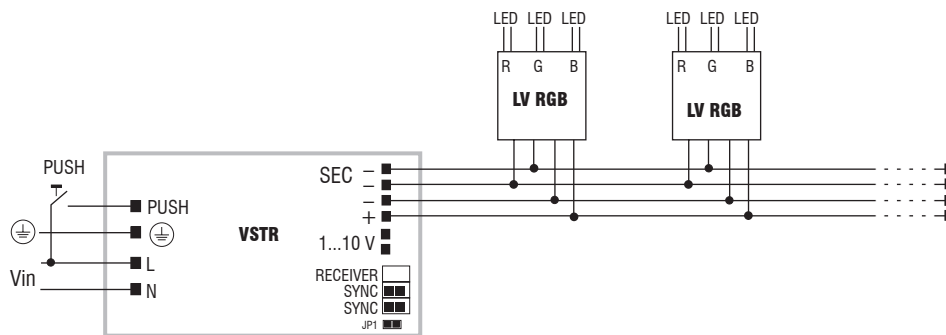 LED LED LED LED LED LED
R G B R G B
LV RGB LV RGB
PUSH
SEC –
–
–
+
PUSH
VSTR
1...10 V
L
Vin
N
RECEIVER
SYNC
SYNC
JP1